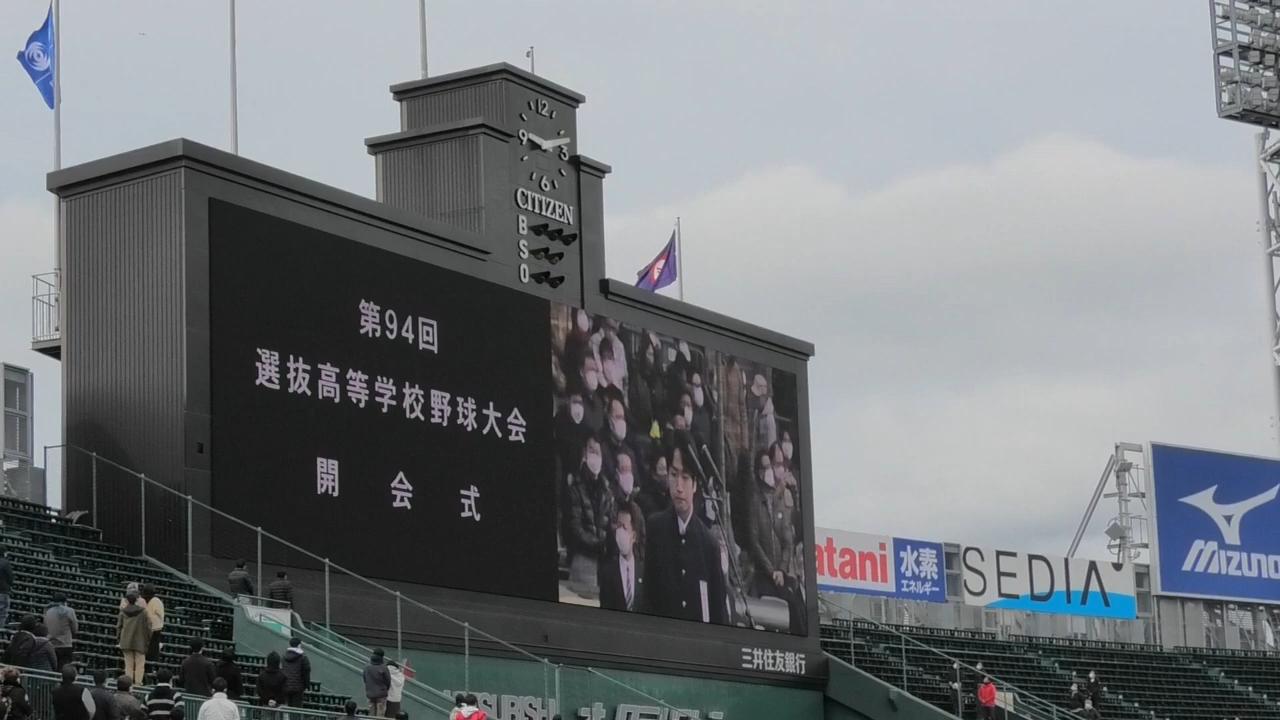 12
9
3
6
CITIZEN
B
S
O
第94回
選抜高等学校野球大会
開会式
atani
水素
エネルギー
SEDIA
MIZUNO
三井住友銀行